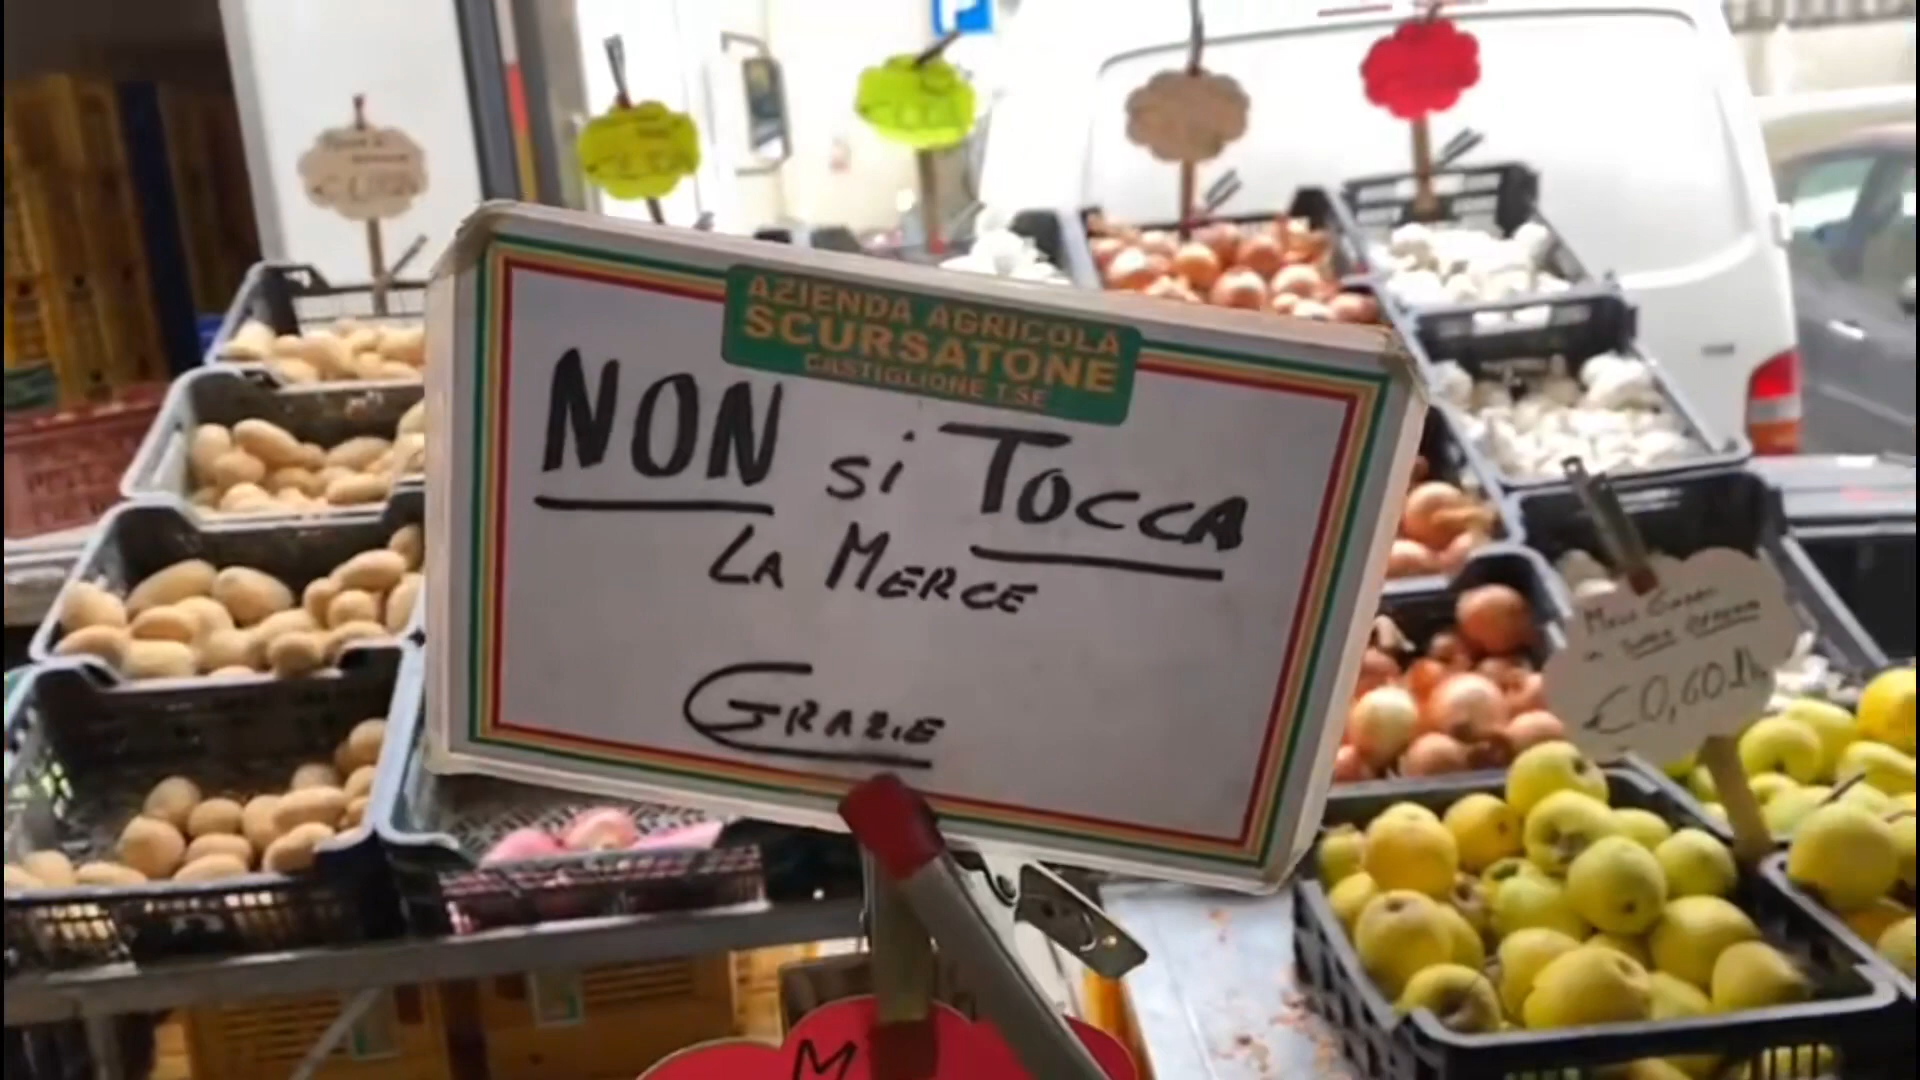 AZIENDA AGRICOLA
SCURSATONE
CASTIGLIONE T.SE
NON si TOCCA
LA MERCE
GRAZIE
€0,60
M